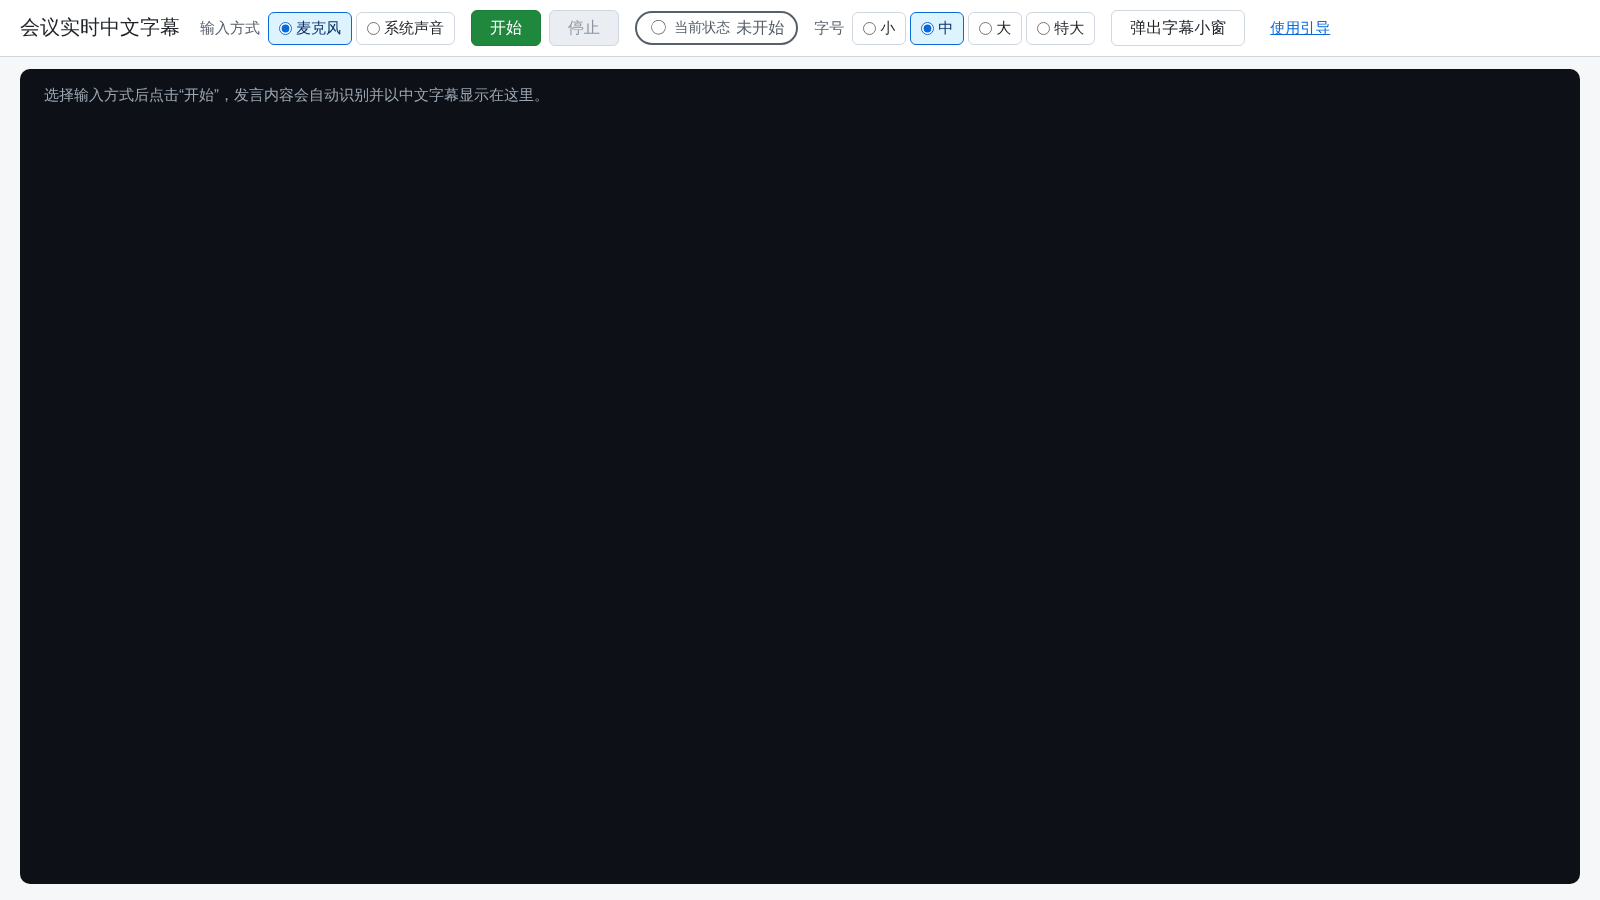 会议实时中文字幕 输入方式 麦克风 系统声音 开始 停止 当前状态 未开始 字号 小 中 大 特大 弹出字幕小窗 使用引导
选择输入方式后点击“开始”，发言内容会自动识别并以中文字幕显示在这里。